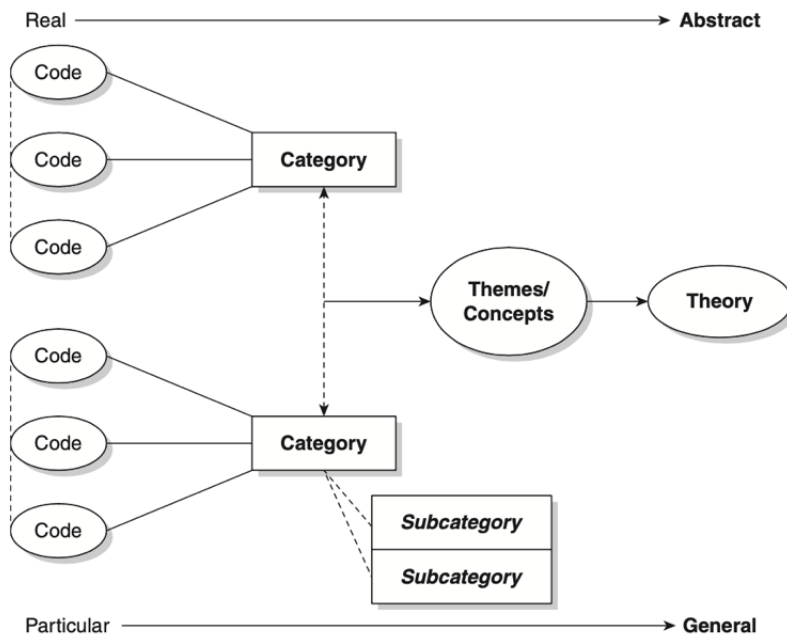 Real
Abstract
Code
Code
Category
Code
Themes/
Concepts
Theory
Code
Code
Category
Code
Subcategory
Subcategory
Particular
General